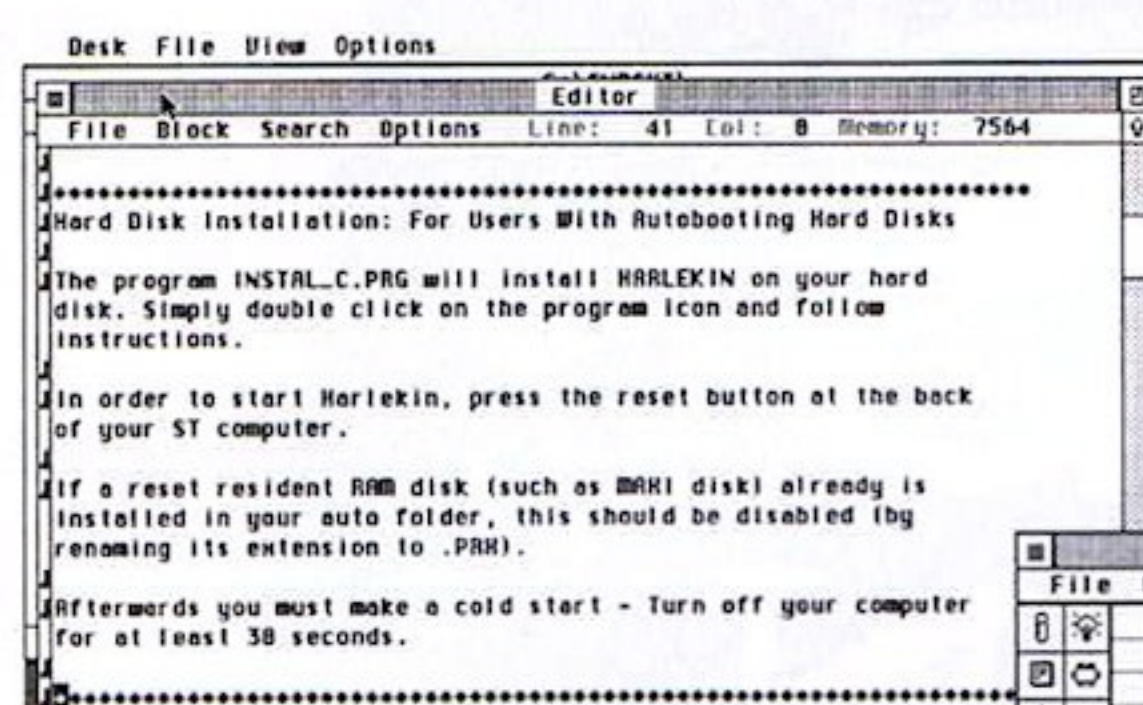 Desk File View Options
Editor
File Block Search Options Line: 41 Col: 0 Memory: 7564
Hard Disk Installation: For Users With Autobooting Hard Disks
The program INSTAL_C.PRG will install HARLEKIN on your hard
disk. Simply double click on the program icon and follow
instructions.
In order to start Harlekin, press the reset button at the back
of your ST computer.
If a reset resident RAM disk (such as MAXI disk) already is
installed in your auto folder, this should be disabled (by
renaming its extension to .PRX).
File
Afterwards you must make a cold start - Turn off your computer
for at least 30 seconds.